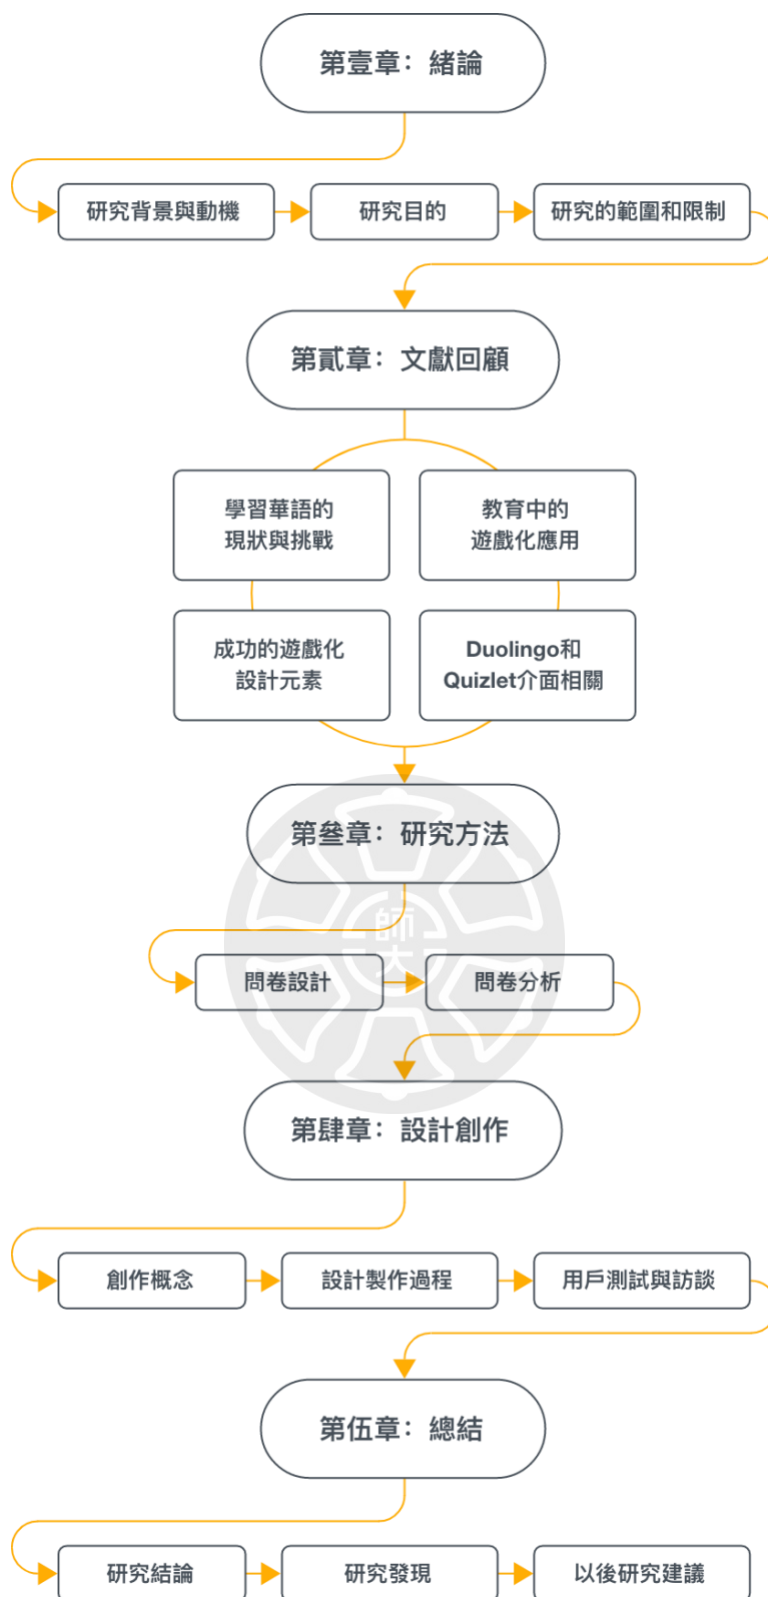 第壹章：緒論
研究背景與動機
研究目的
研究的範圍和限制
第貳章：文獻回顧
學習華語的
現狀與挑戰
教育中的
遊戲化應用
成功的遊戲化
設計元素
Duolingo和
Quizlet介面相關
第叁章：研究方法
師大
問卷設計
問卷分析
第肆章：設計創作
創作概念
設計製作過程
用戶測試與訪談
第伍章：總結
研究結論
研究發現
以後研究建議